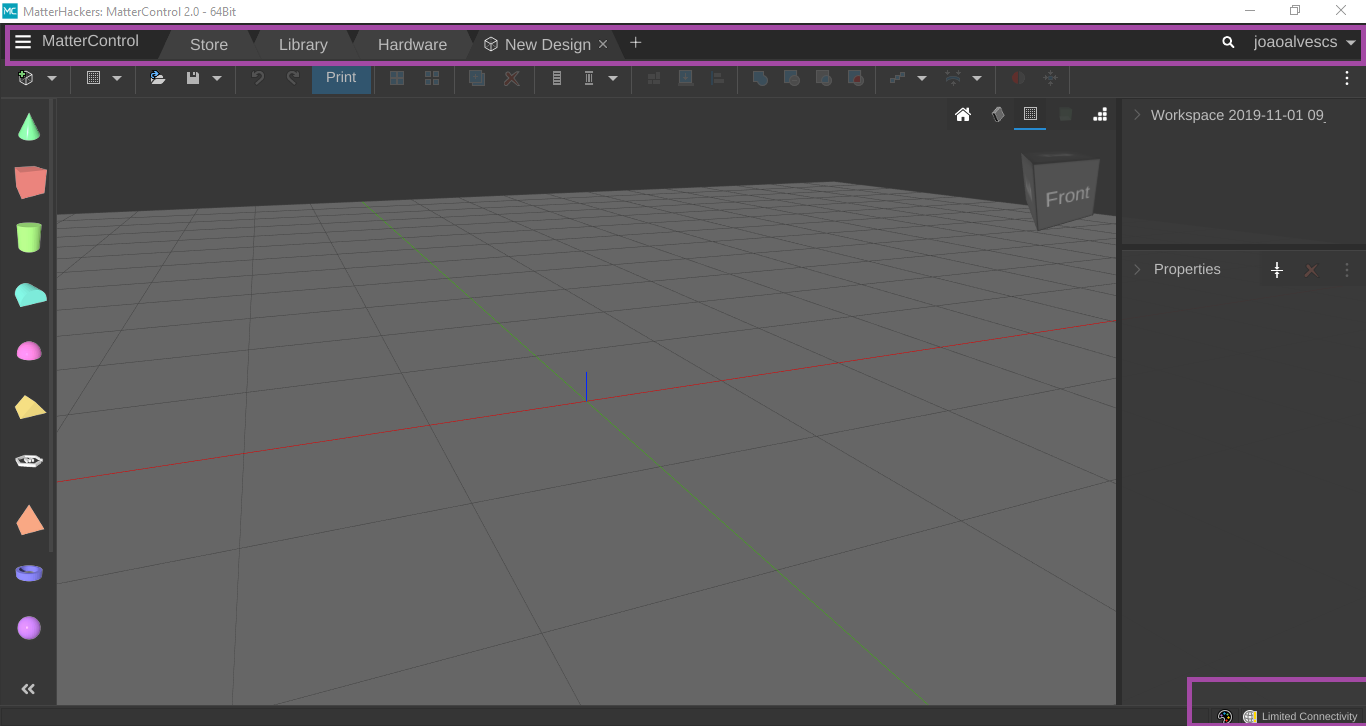 MC MatterHackers: MatterControl 2.0 - 64Bit
MatterControl Store Library Hardware New Design joaoalvescs
Print
Workspace 2019-11-01 09_
Front
Properties
Limited Connectivity